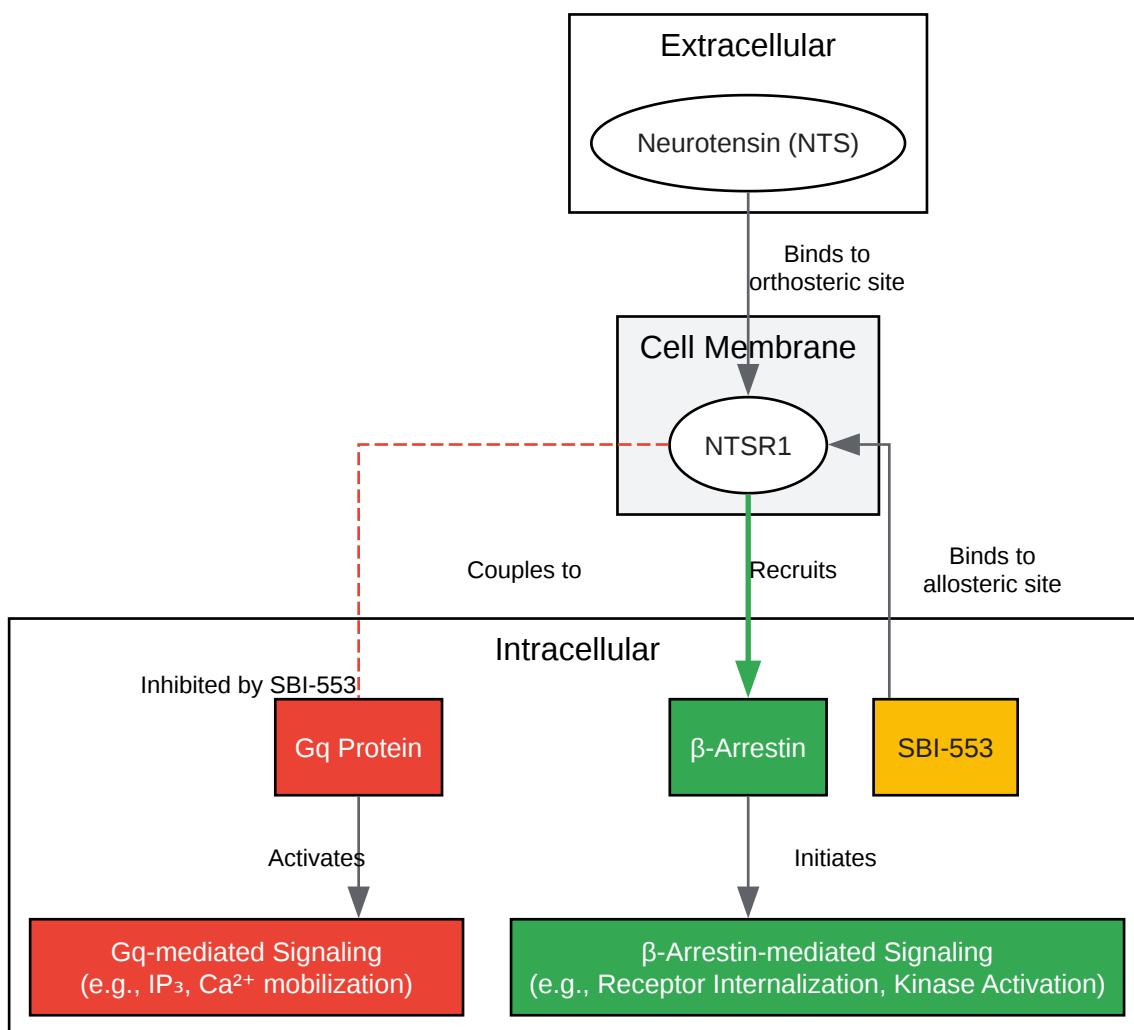 Extracellular
Neurotensin (NTS)
Binds to
orthosteric site
Cell Membrane
NTSR1
Couples to
Recruits
Binds to
allosteric site
Intracellular
Inhibited by SBI-553
Gq Protein
β-Arrestin
SBI-553
Activates
Initiates
Gq-mediated Signaling
(e.g., IP₃, Ca²⁺ mobilization)
β-Arrestin-mediated Signaling
(e.g., Receptor Internalization, Kinase Activation)